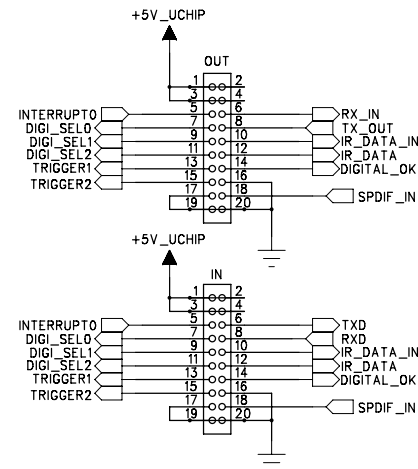 +5V_UCHIP
OUT
1 2
3 4
INTERRUPT0 5 6 RX_IN
DIGI_SEL0 7 8 TX_OUT
DIGI_SEL1 9 10 IR_DATA_IN
DIGI_SEL2 11 12 IR_DATA
TRIGGER1 13 14 DIGITAL_OK
TRIGGER2 15 16
17 18 SPDIF_IN
19 20
+5V_UCHIP
IN
1 2
3 4
INTERRUPT0 5 6 TXD
DIGI_SEL0 7 8 RXD
DIGI_SEL1 9 10 IR_DATA_IN
DIGI_SEL2 11 12 IR_DATA
TRIGGER1 13 14 DIGITAL_OK
TRIGGER2 15 16
17 18 SPDIF_IN
19 20